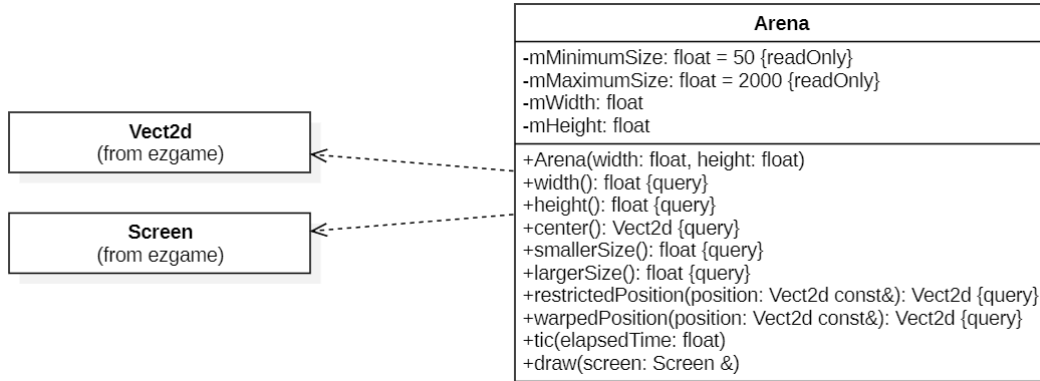 Arena
-mMinimumSize: float = 50 {readOnly}
-mMaximumSize: float = 2000 {readOnly}
-mWidth: float
-mHeight: float
+Arena(width: float, height: float)
+width(): float {query}
+height(): float {query}
+center(): Vect2d {query}
+smallerSize(): float {query}
+largerSize(): float {query}
+restrictedPosition(position: Vect2d const&): Vect2d {query}
+warpedPosition(position: Vect2d const&): Vect2d {query}
+tic(elapsedTime: float)
+draw(screen: Screen &)
Vect2d
(from ezgame)
Screen
(from ezgame)